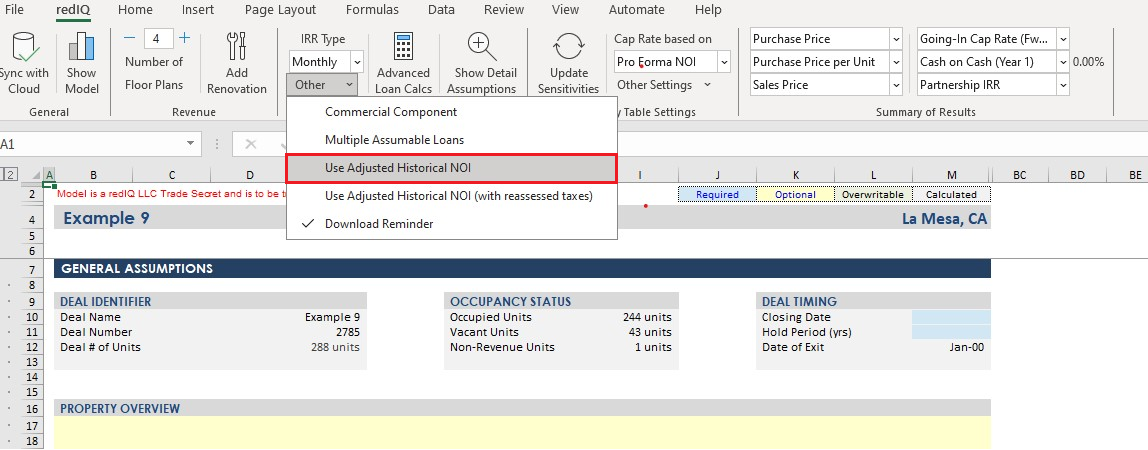 File redIQ Home Insert Page Layout Formulas Data Review View Automate Help
Sync with Cloud
Show Model
General
4
Number of
Floor Plans
Add Renovation
Revenue
IRR Type
Monthly
Other
Advanced Loan Calcs
Show Detail Assumptions
Update Sensitivities
Cap Rate based on
Pro Forma NOI
Other Settings
Table Settings
Purchase Price
Purchase Price per Unit
Sales Price
Going-In Cap Rate (Fw...
Cash on Cash (Year 1) 0.00%
Partnership IRR
Summary of Results
Commercial Component
Multiple Assumable Loans
Use Adjusted Historical NOI
Use Adjusted Historical NOI (with reassessed taxes)
Download Reminder
A1
1 2 A B C D I J K L M BC BD BE
2 Model is a redIQ LLC Trade Secret and is to be Required Optional Overwritable Calculated
4 Example 9 La Mesa, CA
5
6
7 GENERAL ASSUMPTIONS
8
9 DEAL IDENTIFIER OCCUPANCY STATUS DEAL TIMING
10 Deal Name Example 9 Occupied Units 244 units Closing Date
11 Deal Number 2785 Vacant Units 43 units Hold Period (yrs)
12 Deal # of Units 288 units Non-Revenue Units 1 units Date of Exit Jan-00
13
14
15
16 PROPERTY OVERVIEW
17
18